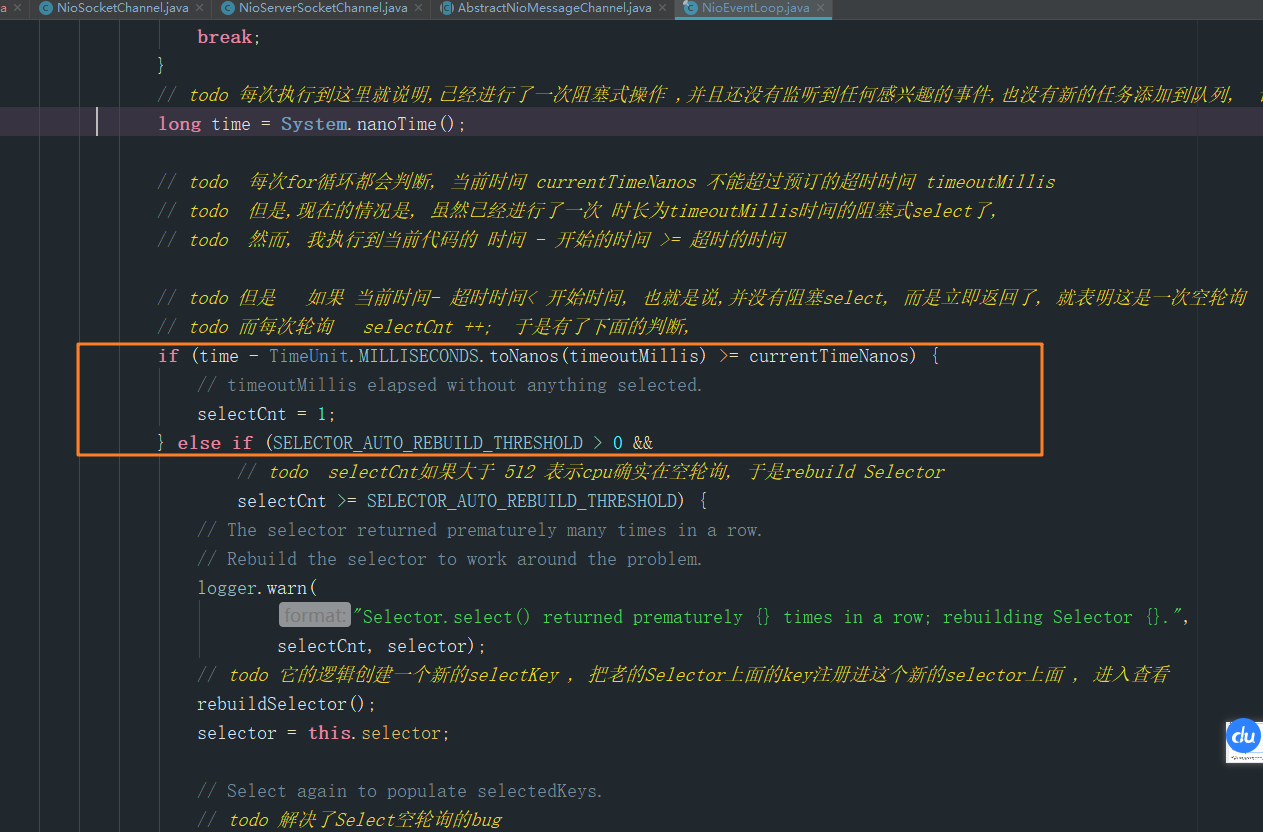 a × NioSocketChannel.java × NioServerSocketChannel.java × AbstractNioMessageChannel.java × NioEventLoop.java ×
break;
}
// todo 每次执行到这里就说明,已经进行了一次阻塞式操作 ,并且还没有监听到任何感兴趣的事件,也没有新的任务添加到队列,
long time = System.nanoTime();
// todo 每次for循环都会判断, 当前时间 currentTimeNanos 不能超过预订的超时时间 timeoutMillis
// todo 但是,现在的情况是, 虽然已经进行了一次 时长为timeoutMillis时间的阻塞式select了,
// todo 然而, 我执行到当前代码的 时间 - 开始的时间 >= 超时的时间
// todo 但是 如果 当前时间- 超时时间< 开始时间, 也就是说,并没有阻塞select, 而是立即返回了, 就表明这是一次空轮询
// todo 而每次轮询 selectCnt ++; 于是有了下面的判断,
if (time - TimeUnit.MILLISECONDS.toNanos(timeoutMillis) >= currentTimeNanos) {
// timeoutMillis elapsed without anything selected.
selectCnt = 1;
} else if (SELECTOR_AUTO_REBUILD_THRESHOLD > 0 &&
// todo selectCnt如果大于 512 表示cpu确实在空轮询, 于是rebuild Selector
selectCnt >= SELECTOR_AUTO_REBUILD_THRESHOLD) {
// The selector returned prematurely many times in a row.
// Rebuild the selector to work around the problem.
logger.warn(
format: "Selector.select() returned prematurely {} times in a row; rebuilding Selector {}.",
selectCnt, selector);
// todo 它的逻辑创建一个新的selectKey , 把老的Selector上面的key注册进这个新的selector上面 , 进入查看
rebuildSelector();
selector = this.selector;
du
// Select again to populate selectedKeys.
// todo 解决了Select空轮询的bug